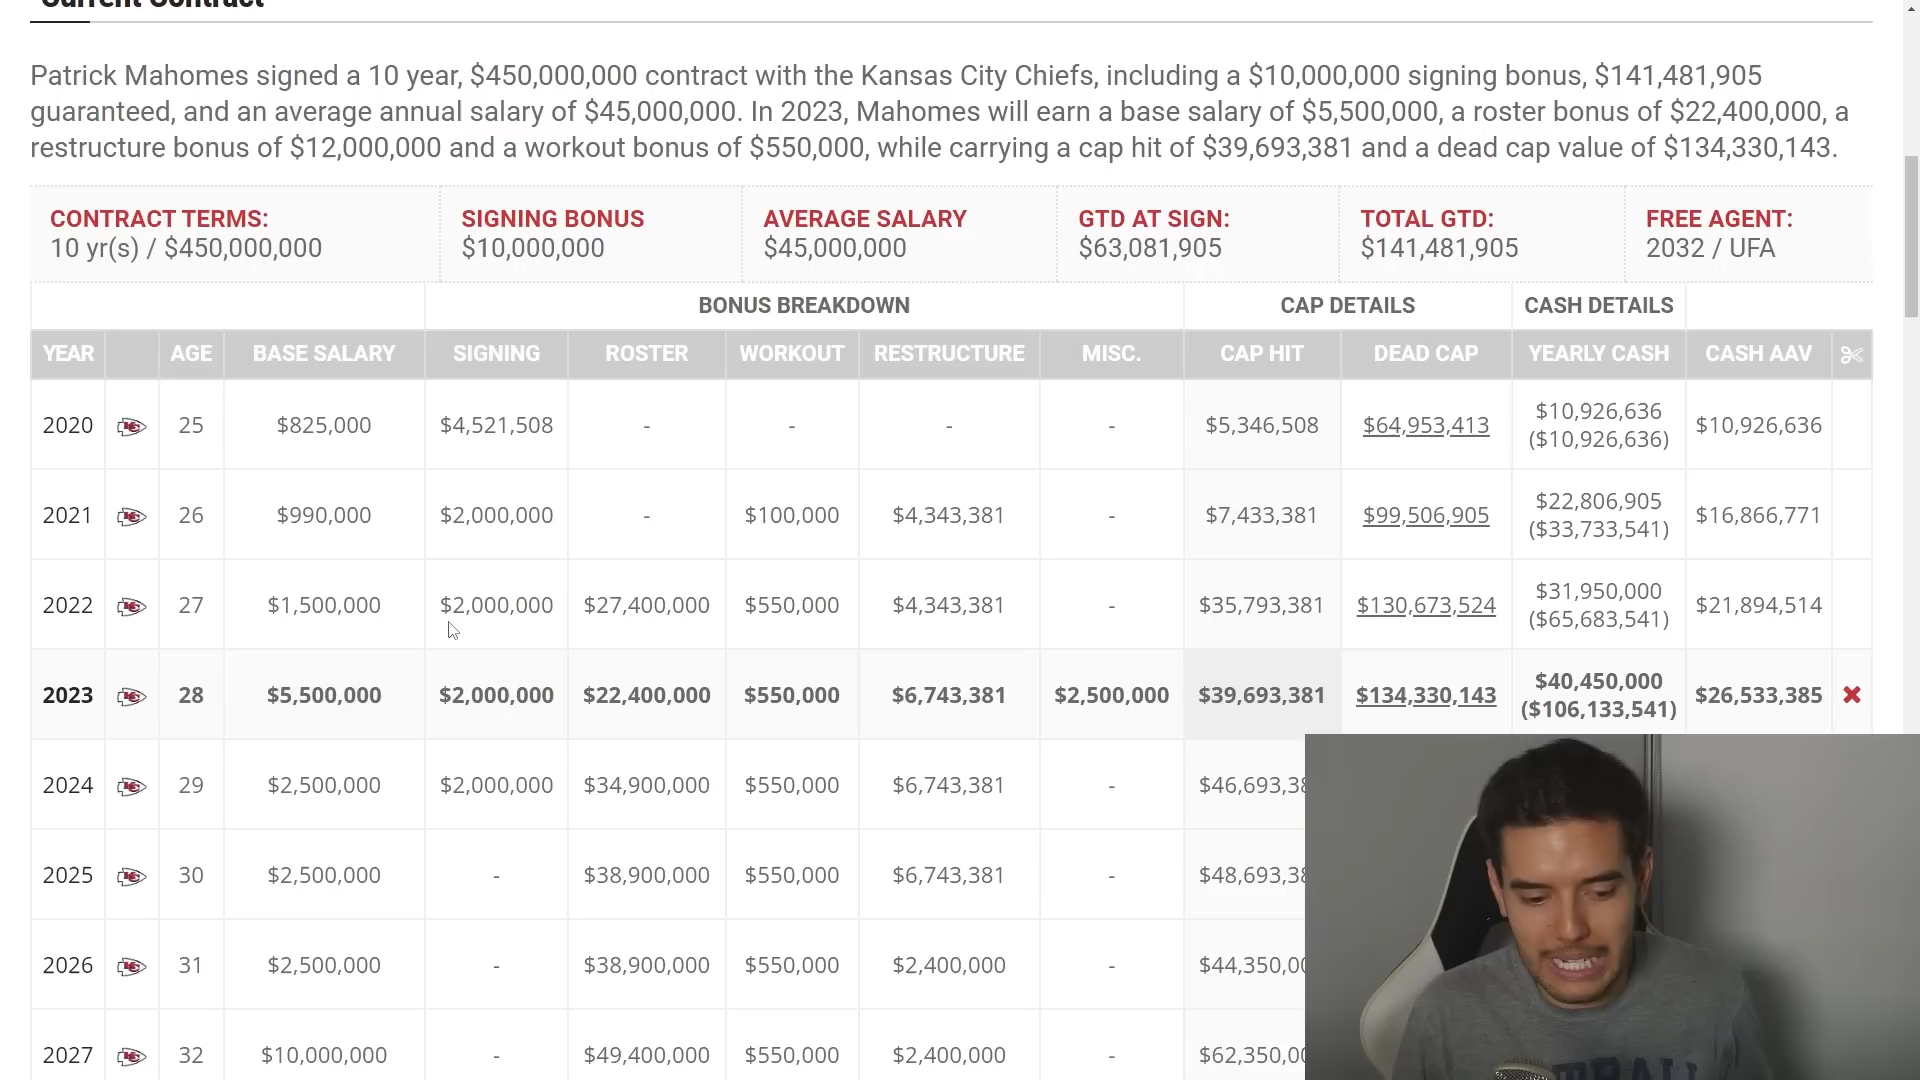 Current Contract
Patrick Mahomes signed a 10 year, $450,000,000 contract with the Kansas City Chiefs, including a $10,000,000 signing bonus, $141,481,905
guaranteed, and an average annual salary of $45,000,000. In 2023, Mahomes will earn a base salary of $5,500,000, a roster bonus of $22,400,000, a
restructure bonus of $12,000,000 and a workout bonus of $550,000, while carrying a cap hit of $39,693,381 and a dead cap value of $134,330,143.
CONTRACT TERMS: SIGNING BONUS AVERAGE SALARY GTD AT SIGN: TOTAL GTD: FREE AGENT:
10 yr(s) / $450,000,000 $10,000,000 $45,000,000 $63,081,905 $141,481,905 2032 / UFA
BONUS BREAKDOWN CAP DETAILS CASH DETAILS
YEAR AGE BASE SALARY SIGNING ROSTER WORKOUT RESTRUCTURE MISC. CAP HIT DEAD CAP YEARLY CASH CASH AAV
2020 25 $825,000 $4,521,508 - - - - $5,346,508 $64,953,413 $10,926,636 $10,926,636
($10,926,636)
2021 26 $990,000 $2,000,000 - $100,000 $4,343,381 - $7,433,381 $99,506,905 $22,806,905 $16,866,771
($33,733,541)
2022 27 $1,500,000 $2,000,000 $27,400,000 $550,000 $4,343,381 - $35,793,381 $130,673,524 $31,950,000 $21,894,514
($65,683,541)
2023 28 $5,500,000 $2,000,000 $22,400,000 $550,000 $6,743,381 $2,500,000 $39,693,381 $134,330,143 $40,450,000 $26,533,385
($106,133,541)
2024 29 $2,500,000 $2,000,000 $34,900,000 $550,000 $6,743,381 - $46,693,38
2025 30 $2,500,000 - $38,900,000 $550,000 $6,743,381 - $48,693,38
2026 31 $2,500,000 - $38,900,000 $550,000 $2,400,000 - $44,350,00
2027 32 $10,000,000 - $49,400,000 $550,000 $2,400,000 - $62,350,00